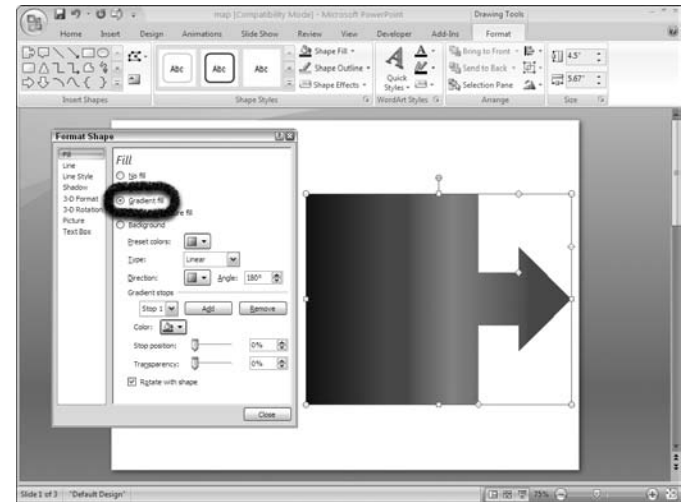 map [Compatibility Mode] - Microsoft PowerPoint
Drawing Tools
Home Insert Design Animations Slide Show Review View Developer Add-Ins Format
Abc Abc Abc
Shape Fill
Shape Outline
Shape Effects
Quick Styles
Bring to Front
Send to Back
Selection Pane
4.5"
5.67"
Insert Shapes Shape Styles WordArt Styles Arrange Size
Format Shape
Fill
Line
Line Style
Shadow
3-D Format
3-D Rotation
Picture
Text Box
Fill
No fill
Gradient fill
re fill
Background
Preset colors:
Type: Linear
Direction: Angle: 180°
Gradient stops
Stop 1 Add Remove
Color:
Stop position: 0%
Transparency: 0%
Rotate with shape
Close
Slide 1 of 3 "Default Design" 75%